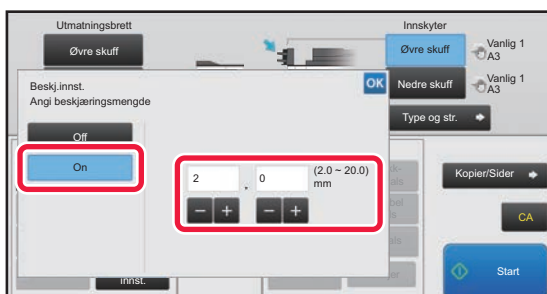 Utmatningsbrett
Innskyter
Øvre skuff
Øvre skuff
Vanlig 1
A3
Beskj.innst.
Angi beskjæringsmengde
OK
Nedre skuff
Vanlig 1
A3
Type og str.
Off
On
2
.
0
(2.0 ~ 20.0)
mm
Kopier/Sider
CA
innst.
Start